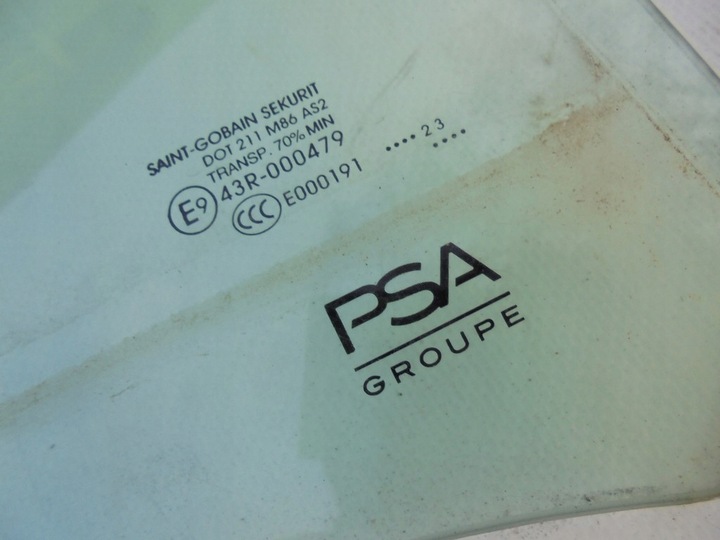 SAINT-GOBAIN SEKURIT
DOT 211 M86 AS2
TRANSP. 70% MIN
E9 43R-000479
CCC E000191
.... 23
....
PSA
GROUPE